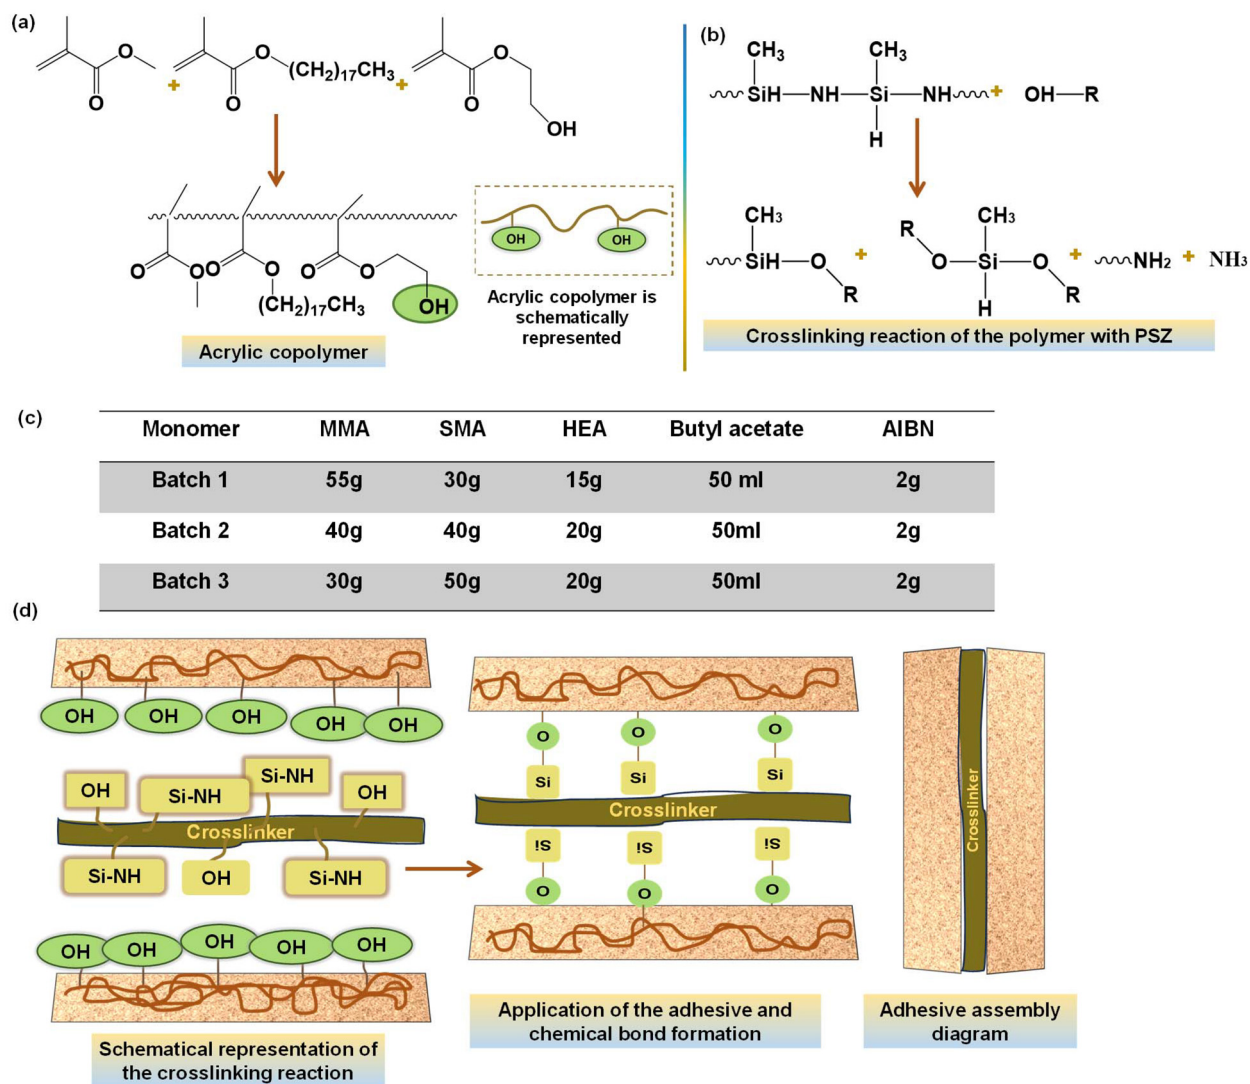 (a)
O
O
+
O
O
(CH₂)₁₇CH₃
+
O
O
OH
O
O
O
O
(CH₂)₁₇CH₃
O
O
OH
Acrylic copolymer
OH
OH
Acrylic copolymer is
schematically
represented
(b)
CH₃
CH₃
SiH
NH
Si
NH
+
OH
R
H
CH₃
CH₃
SiH
O
R
+
R
O
Si
O
R
H
+
NH₂
+
NH₃
Crosslinking reaction of the polymer with PSZ
(c)
Monomer MMA SMA HEA Butyl acetate AIBN
Batch 1 55g 30g 15g 50 ml 2g
Batch 2 40g 40g 20g 50ml 2g
Batch 3 30g 50g 20g 50ml 2g
(d)
OH OH OH OH OH
OH Si-NH Si-NH OH
Crosslinker
Si-NH OH Si-NH
OH OH OH OH OH
Schematical representation of
the crosslinking reaction
O O O
Si Si Si
Crosslinker
Si Si Si
O O O
Application of the adhesive and
chemical bond formation
Crosslinker
Adhesive assembly
diagram